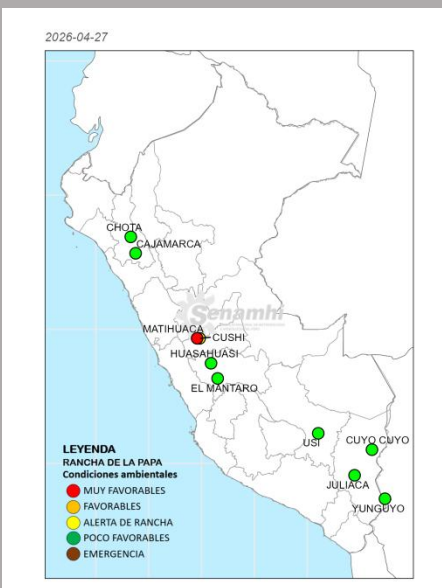 2026-04-27
CHOTA
CAJAMARCA
Senamhi
MATIHUACA
CUSHI
HUASAHUASI
EL MANTARO
USI
CUYO CUYO
JULIACA
YUNGUYO
LEYENDA
RANCHA DE LA PAPA
Condiciones ambientales
MUY FAVORABLES
FAVORABLES
ALERTA DE RANCHA
POCO FAVORABLES
EMERGENCIA